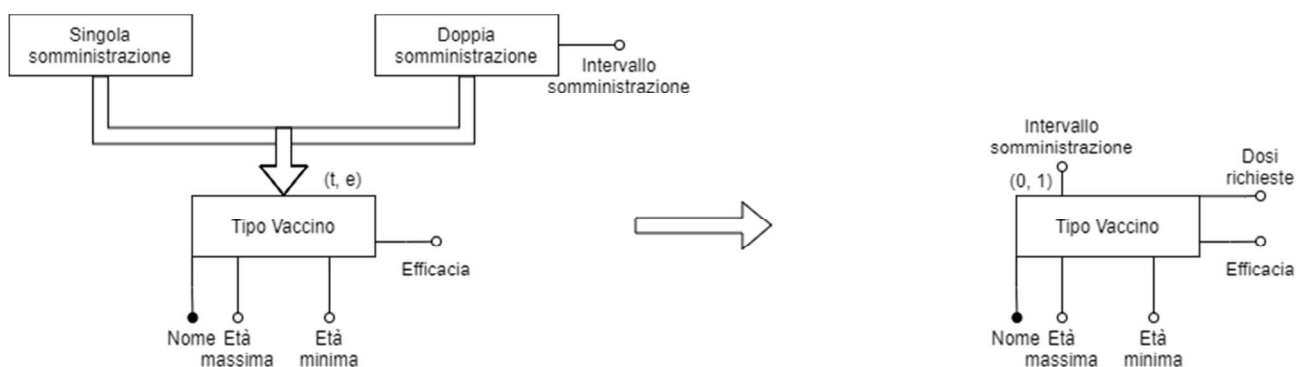 Singola
somministrazione
Doppia
somministrazione
Intervallo
somministrazione
(t, e)
Tipo Vaccino
Efficacia
Nome
Età
massima
Età
minima
Intervallo
somministrazione
(0, 1)
Dosi
richieste
Tipo Vaccino
Efficacia
Nome
Età
massima
Età
minima